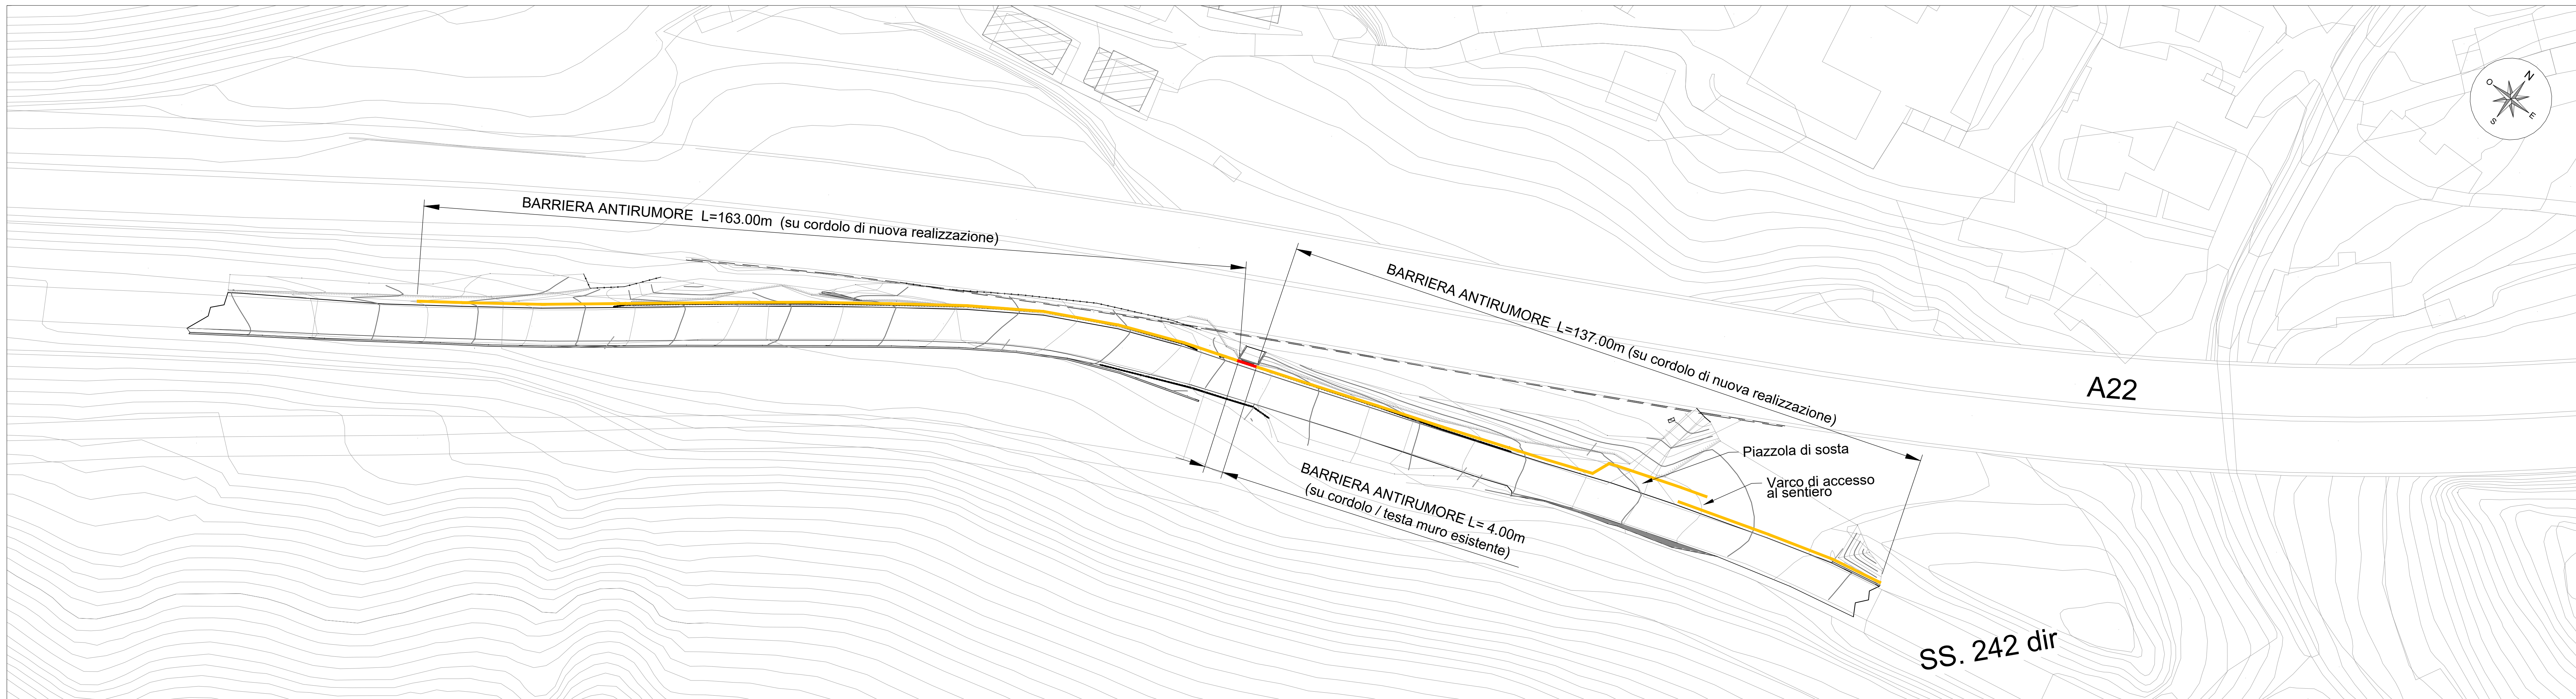 BARRIERA ANTIRUMORE L=163.00m (su cordolo di nuova realizzazione)
BARRIERA ANTIRUMORE L=137.00m (su cordolo di nuova realizzazione)
BARRIERA ANTIRUMORE L= 4.00m
(su cordolo / testa muro esistente)
Piazzola di sosta
Varco di accesso
al sentiero
A22
SS. 242 dir
N
O
E
S